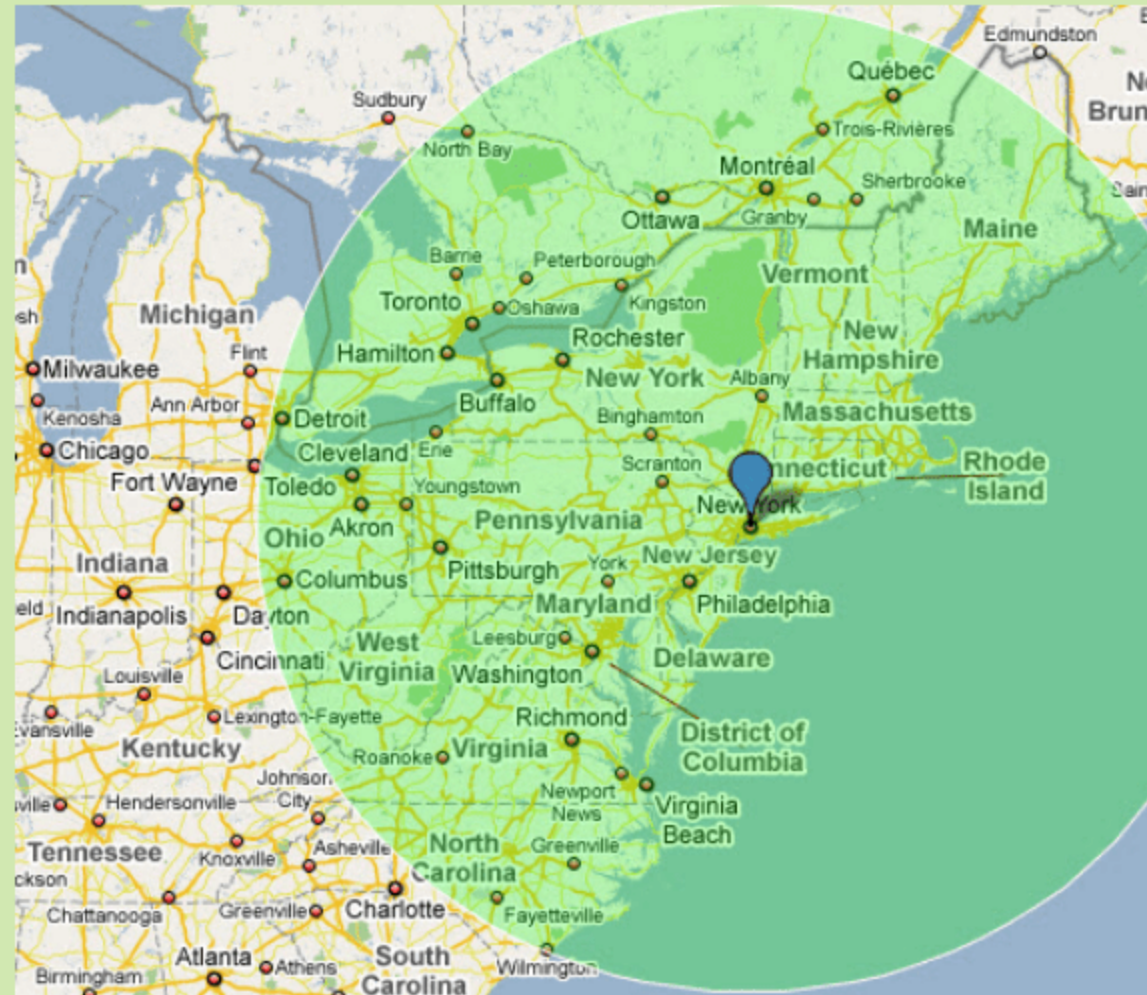 Edmundston
Québec
Sudbury
Trois-Rivières
North Bay
Montréal
Sherbrooke
Ottawa
Granby
Maine
Barrie
Peterborough
Vermont
Toronto
Oshawa
Kingston
Michigan
Rochester
New
Hampshire
Flint
Hamilton
Milwaukee
New York
Albany
Ann Arbor
Buffalo
Kenosha
Detroit
Binghamton
Massachusetts
Chicago
Cleveland
Erie
Scranton
nnecticut
Rhode
Island
Fort Wayne
Toledo
Youngstown
New York
Ohio
Akron
Pennsylvania
Indiana
New Jersey
Columbus
Pittsburgh
York
Indianapolis
Dayton
Maryland
Philadelphia
West
Virginia
Leesburg
Cincinnati
Washington
Delaware
Louisville
Lexington-Fayette
Richmond
District of
Columbia
Evansville
Kentucky
Roanoke
Virginia
Johnson
City
Newport
News
Virginia
Beach
Hendersonville
Tennessee
Knoxville
Asheville
North
Carolina
Greenville
Chattanooga
Greenville
Charlotte
Fayetteville
Atlanta
Athens
South
Carolina
Wilmington
Birmingham